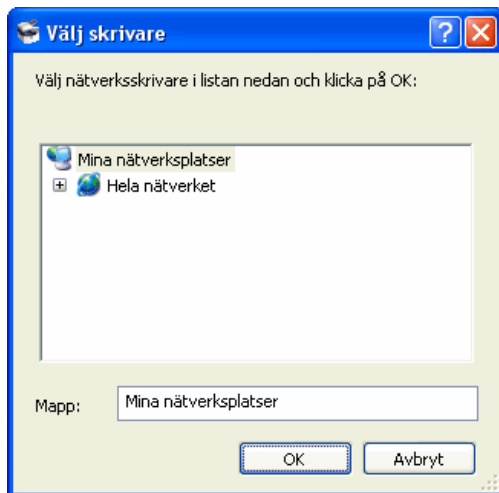 Välj skrivare
Välj nätverksskrivare i listan nedan och klicka på OK:
Mina nätverksplatser
Hela nätverket
Mapp: Mina nätverksplatser
OK Avbryt